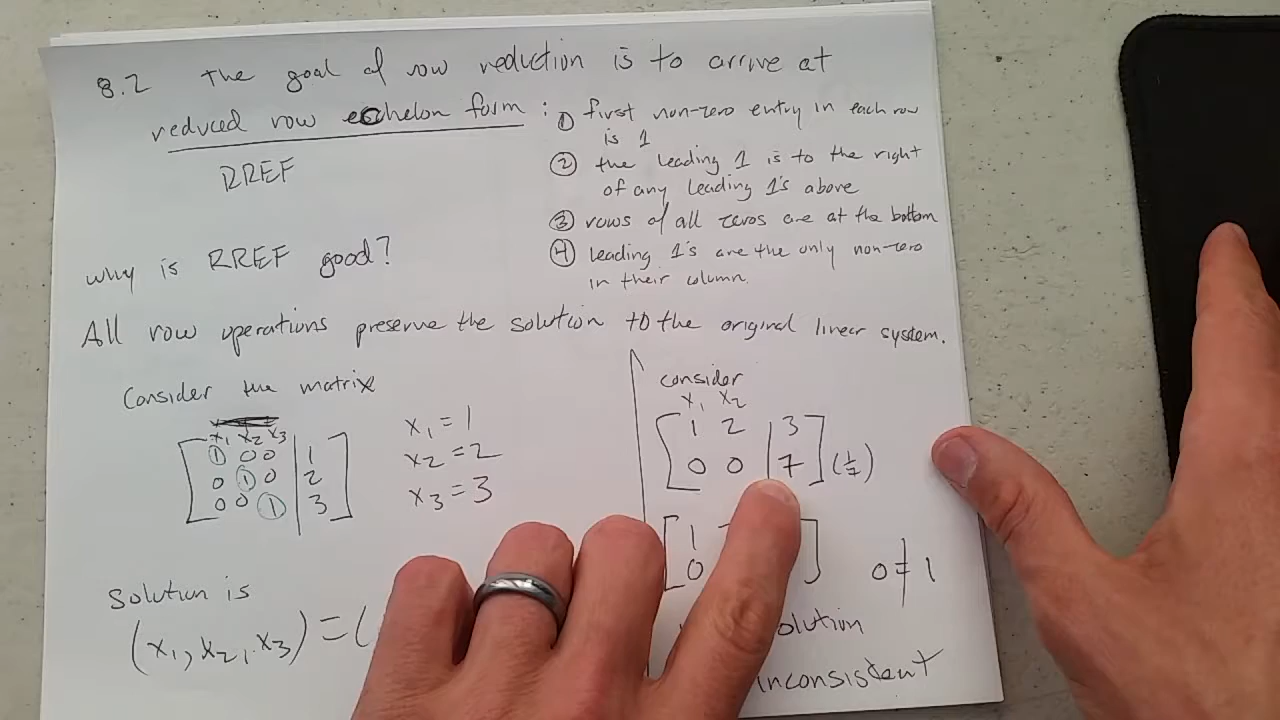 8.2 The goal of row reduction is to arrive at
reduced row echelon form :
RREF
① first non-zero entry in each row
is 1
② the leading 1 is to the right
of any leading 1's above
③ rows of all zeros are at the bottom
④ leading 1's are the only non-zero
in their column.
Why is RREF good?
All row operations preserve the solution to the original linear system.
Consider the matrix
x₁ x₂ x₃
1 0 0 | 1
0 1 0 | 2
0 0 1 | 3
x₁ = 1
x₂ = 2
x₃ = 3
Solution is
(x₁, x₂, x₃) = (
consider
x₁ x₂
1 2 | 3
0 0 | 7 (1/7)
1
0
0 ≠ 1
solution
inconsistent